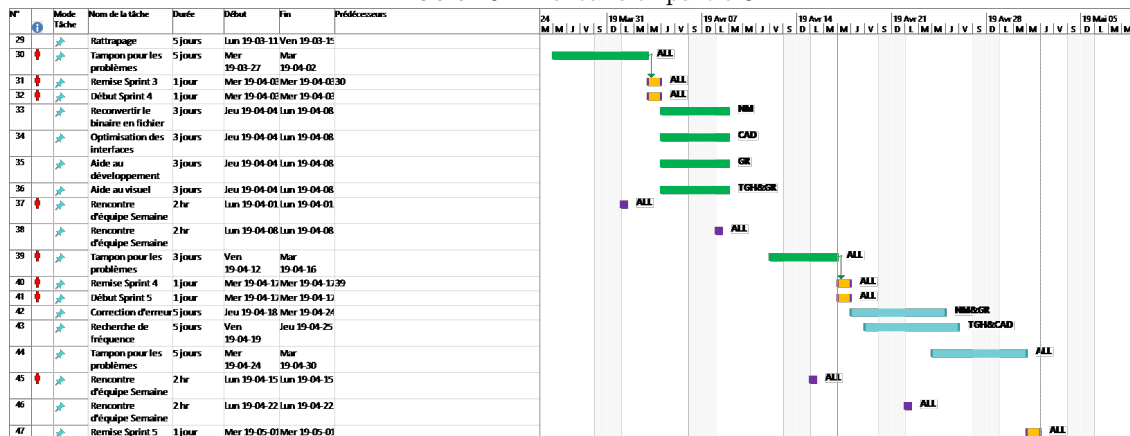 N° Mode Tâche Nom de la tâche Durée Début Fin Prédécesseurs
24 19 Mar 31 19 Avr 07 19 Avr 14 19 Avr 21 19 Avr 28 19 Mai 05
M M J V S D L M M J V S D L M M J V S D L M M J V S D L M M J V S D L M M J V S D L M M
29 Rattrapage 5 jours Lun 19-03-11 Ven 19-03-15
30 Tampon pour les problèmes 5 jours Mer 19-03-27 Mar 19-04-02 ALL
31 Remise Sprint 3 1 jour Mer 19-04-03 Mer 19-04-03 30 ALL
32 Début Sprint 4 1 jour Mer 19-04-03 Mer 19-04-03 ALL
33 Reconvertir le binaire en fichier 3 jours Jeu 19-04-04 Lun 19-04-08 NM
34 Optimisation des interfaces 3 jours Jeu 19-04-04 Lun 19-04-08 CAD
35 Aide au développement 3 jours Jeu 19-04-04 Lun 19-04-08 GR
36 Aide au visuel 3 jours Jeu 19-04-04 Lun 19-04-08 TGH&GR
37 Rencontre d'équipe Semaine 2 hr Lun 19-04-01 Lun 19-04-01 ALL
38 Rencontre d'équipe Semaine 2 hr Lun 19-04-08 Lun 19-04-08 ALL
39 Tampon pour les problèmes 3 jours Ven 19-04-12 Mar 19-04-16 ALL
40 Remise Sprint 4 1 jour Mer 19-04-17 Mer 19-04-17 39 ALL
41 Début Sprint 5 1 jour Mer 19-04-17 Mer 19-04-17 ALL
42 Correction d'erreur 5 jours Jeu 19-04-18 Mer 19-04-24 NM&GR
43 Recherche de fréquence 5 jours Ven 19-04-19 Jeu 19-04-25 TGH&CAD
44 Tampon pour les problèmes 5 jours Mer 19-04-24 Mar 19-04-30 ALL
45 Rencontre d'équipe Semaine 2 hr Lun 19-04-15 Lun 19-04-15 ALL
46 Rencontre d'équipe Semaine 2 hr Lun 19-04-22 Lun 19-04-22 ALL
47 Remise Sprint 5 1 jour Mer 19-05-01 Mer 19-05-01 ALL